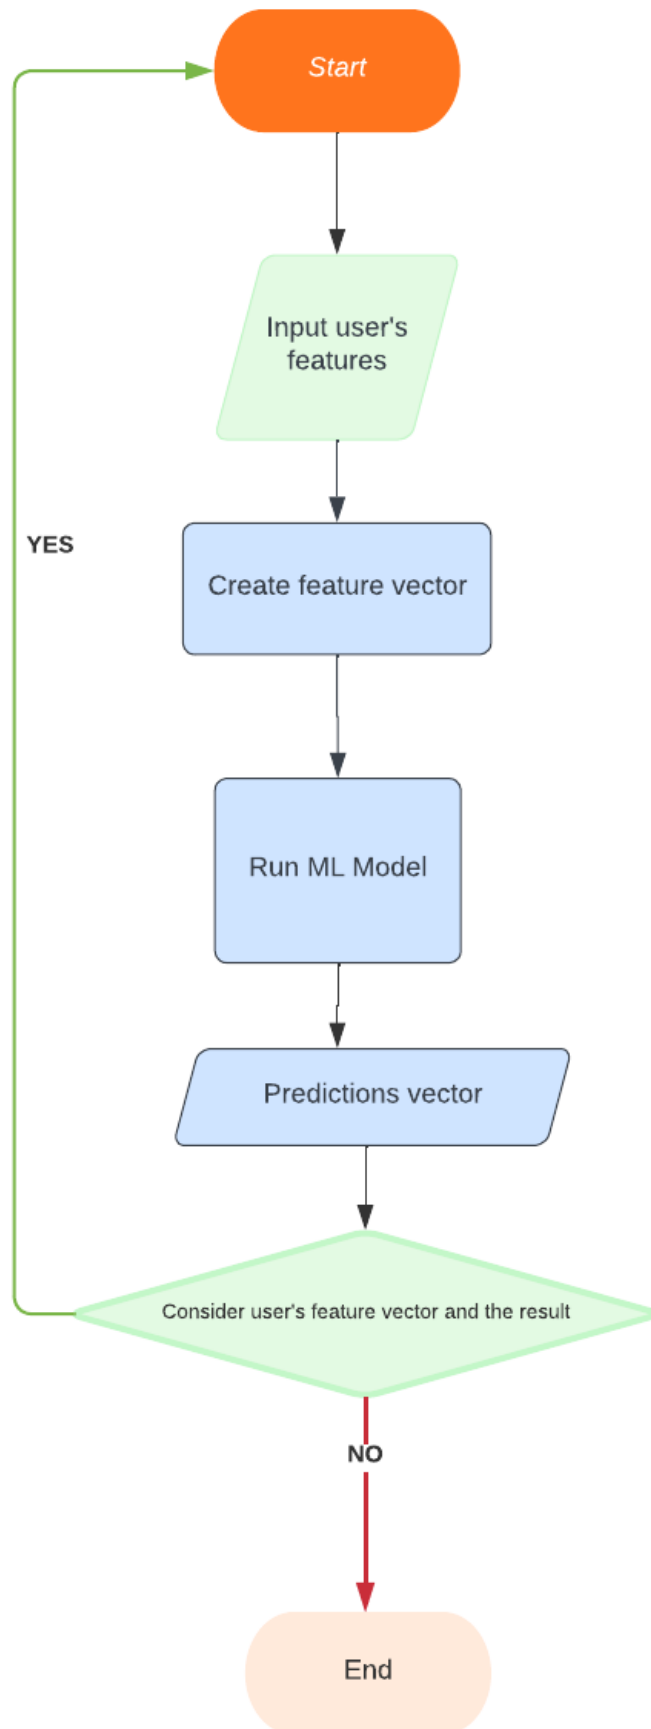 Start
Input user's
features
YES
Create feature vector
Run ML Model
Predictions vector
Consider user's feature vector and the result
NO
End